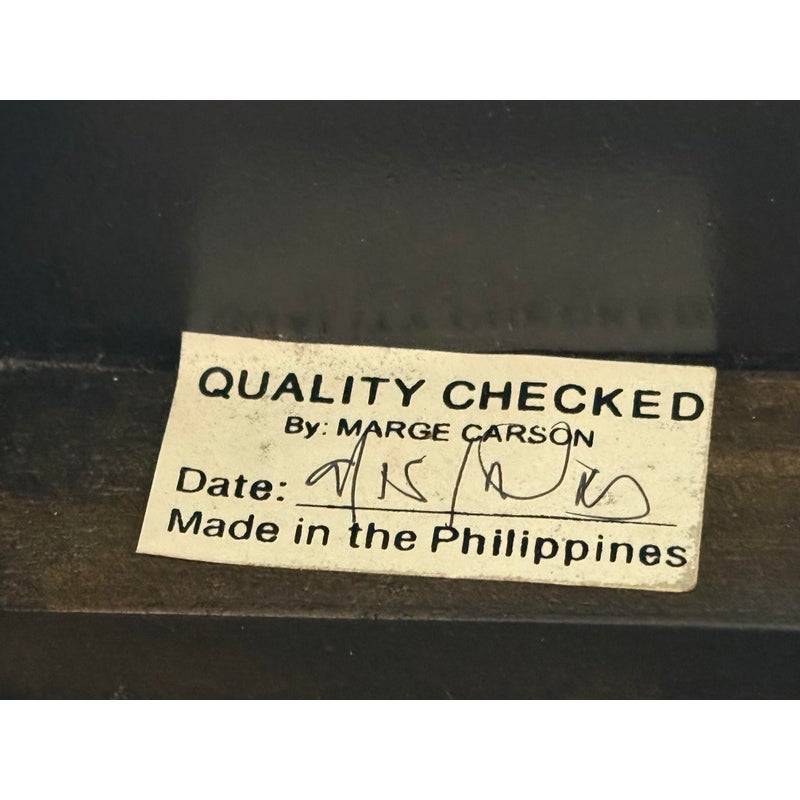 QUALITY CHECKED
By: MARGE CARSON
Date:
Made in the Philippines